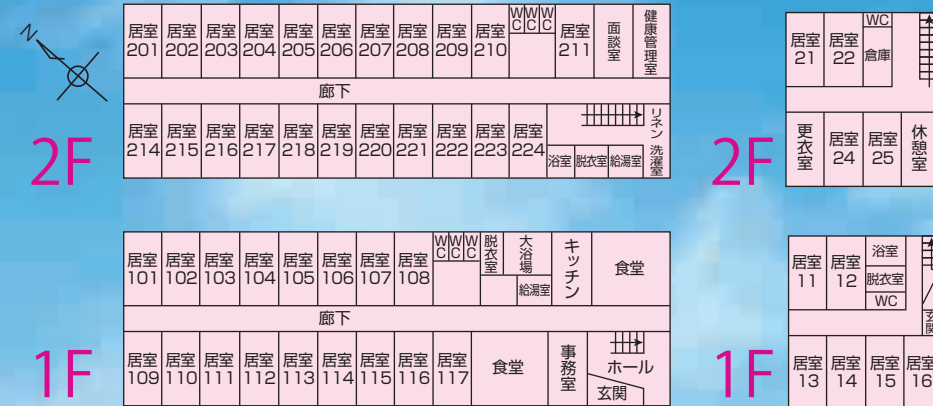 N
2F
居室 201
居室 202
居室 203
居室 204
居室 205
居室 206
居室 207
居室 208
居室 209
居室 210
WC
WC
WC
居室 211
面談室
健康管理室
廊下
居室 214
居室 215
居室 216
居室 217
居室 218
居室 219
居室 220
居室 221
居室 222
居室 223
居室 224
浴室
脱衣室
給湯室
リネン
洗濯室
1F
居室 101
居室 102
居室 103
居室 104
居室 105
居室 106
居室 107
居室 108
WC
WC
WC
脱衣室
大浴場
給湯室
キッチン
食堂
廊下
居室 109
居室 110
居室 111
居室 112
居室 113
居室 114
居室 115
居室 116
居室 117
食堂
事務室
ホール
玄関
2F
居室 21
居室 22
WC
倉庫
更衣室
居室 24
居室 25
休憩室
1F
居室 11
居室 12
浴室
脱衣室
WC
玄関
居室 13
居室 14
居室 15
居室 16